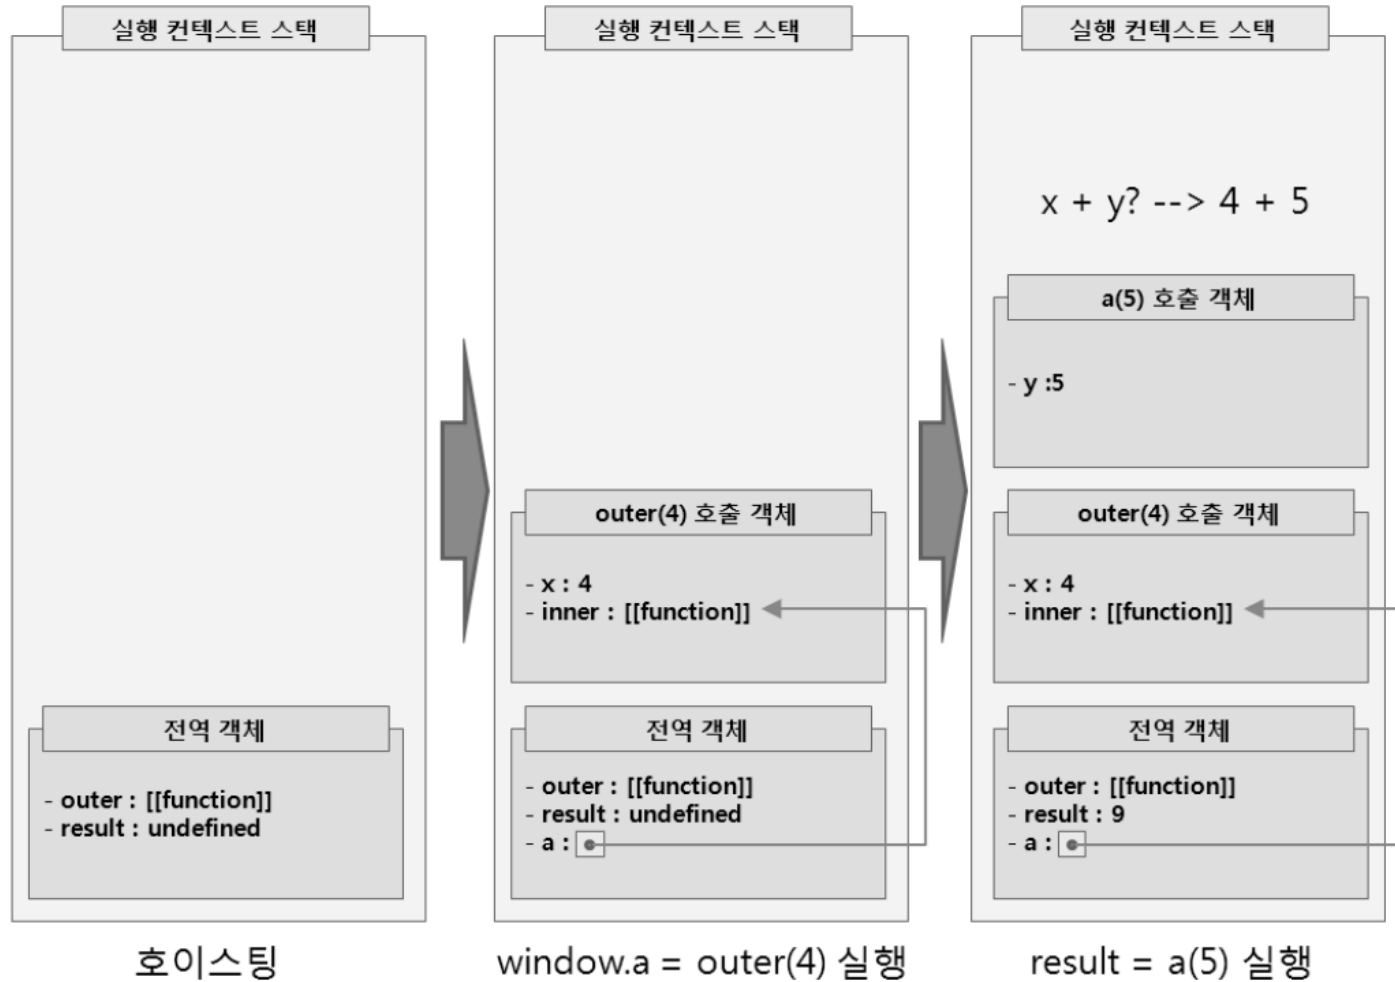 실행 컨텍스트 스택
전역 객체
- outer : [[function]]
- result : undefined
호이스팅
실행 컨텍스트 스택
outer(4) 호출 객체
- x : 4
- inner : [[function]]
전역 객체
- outer : [[function]]
- result : undefined
- a :
window.a = outer(4) 실행
실행 컨텍스트 스택
x + y? --> 4 + 5
a(5) 호출 객체
- y :5
outer(4) 호출 객체
- x : 4
- inner : [[function]]
전역 객체
- outer : [[function]]
- result : 9
- a :
result = a(5) 실행